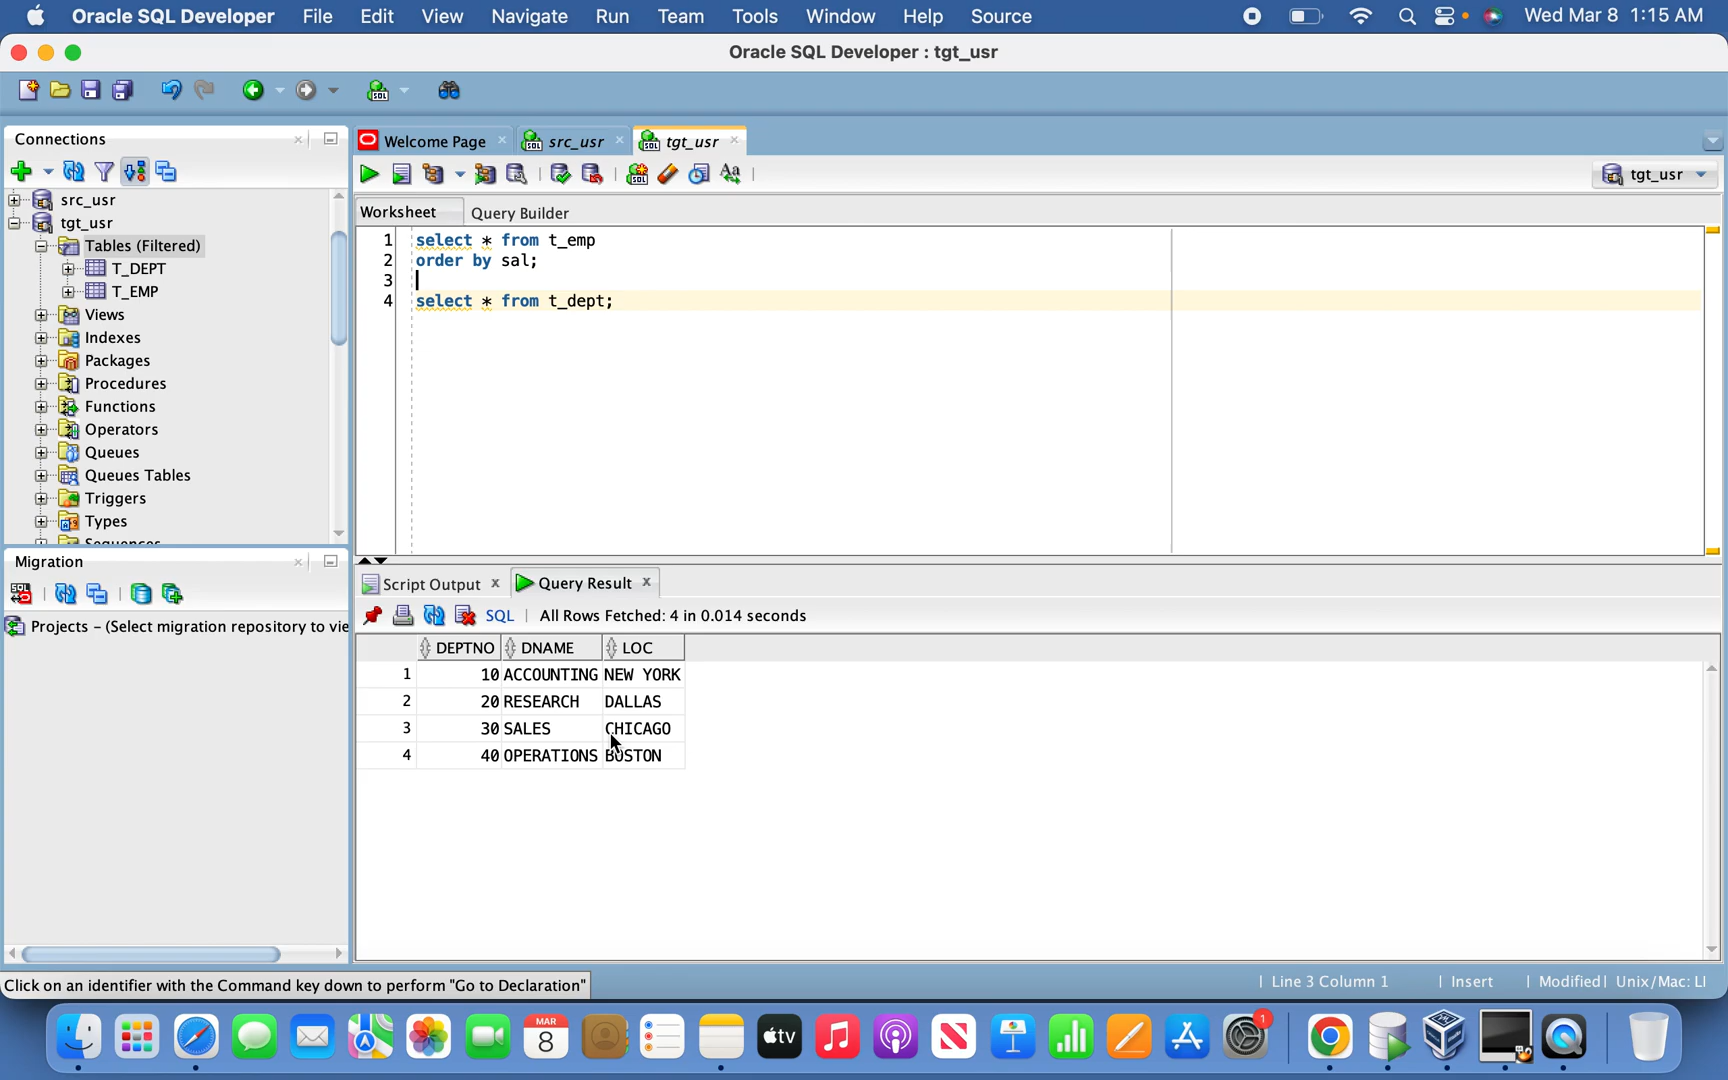 Oracle SQL Developer File Edit View Navigate Run Team Tools Window Help Source Wed Mar 8 1:15 AM
Oracle SQL Developer : tgt_usr
Connections
Welcome Page src_usr tgt_usr
tgt_usr
src_usr
tgt_usr
Tables (Filtered)
T_DEPT
T_EMP
Views
Indexes
Packages
Procedures
Functions
Operators
Queues
Queues Tables
Triggers
Types
Sequences
Worksheet Query Builder
1 select * from t_emp
2 order by sal;
3
4 select * from t_dept;
Migration
Projects – (Select migration repository to vie
Script Output Query Result
SQL All Rows Fetched: 4 in 0.014 seconds
DEPTNO DNAME LOC
1 10 ACCOUNTING NEW YORK
2 20 RESEARCH DALLAS
3 30 SALES CHICAGO
4 40 OPERATIONS BOSTON
Click on an identifier with the Command key down to perform "Go to Declaration"
Line 3 Column 1 Insert Modified Unix/Mac: LI
MAR
8
tv
1